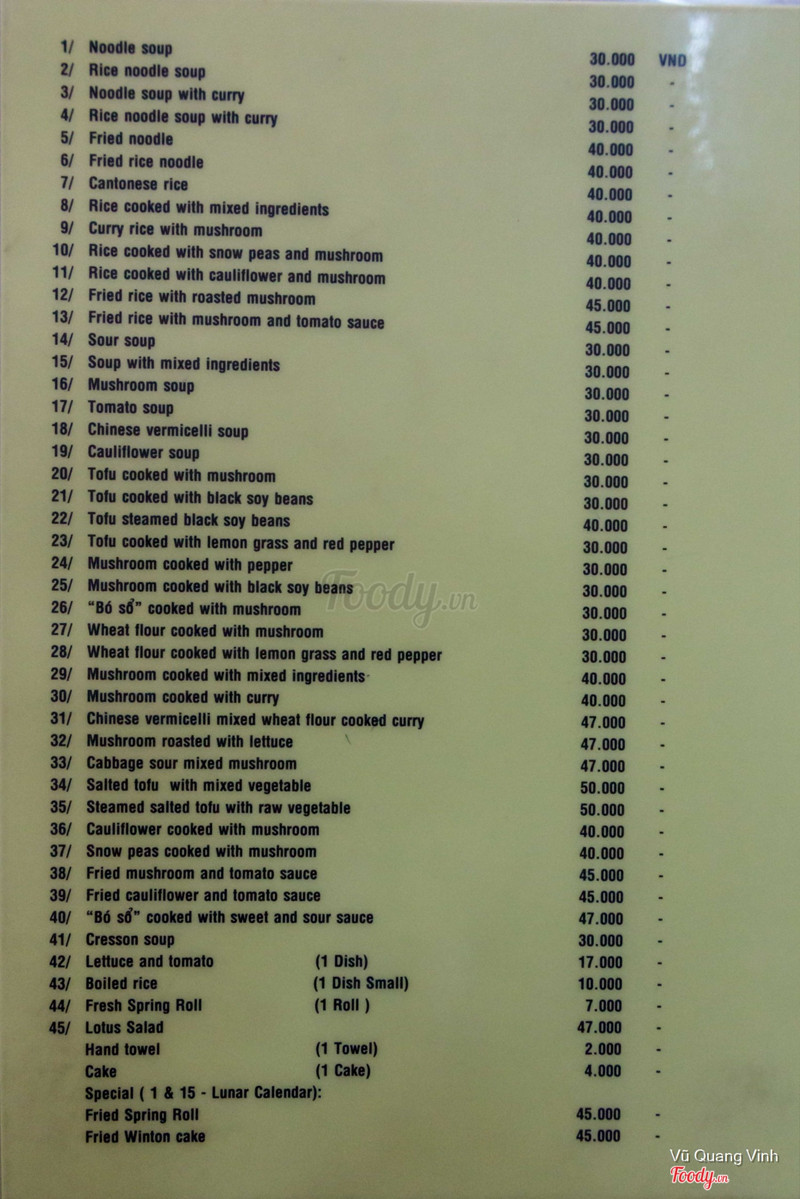 1/ Noodle soup 30.000 VND
2/ Rice noodle soup 30.000 -
3/ Noodle soup with curry 30.000 -
4/ Rice noodle soup with curry 30.000 -
5/ Fried noodle 40.000 -
6/ Fried rice noodle 40.000 -
7/ Cantonese rice 40.000 -
8/ Rice cooked with mixed ingredients 40.000 -
9/ Curry rice with mushroom 40.000 -
10/ Rice cooked with snow peas and mushroom 40.000 -
11/ Rice cooked with cauliflower and mushroom 40.000 -
12/ Fried rice with roasted mushroom 45.000 -
13/ Fried rice with mushroom and tomato sauce 45.000 -
14/ Sour soup 30.000 -
15/ Soup with mixed ingredients 30.000 -
16/ Mushroom soup 30.000 -
17/ Tomato soup 30.000 -
18/ Chinese vermicelli soup 30.000 -
19/ Cauliflower soup 30.000 -
20/ Tofu cooked with mushroom 30.000 -
21/ Tofu cooked with black soy beans 30.000 -
22/ Tofu steamed black soy beans 40.000 -
23/ Tofu cooked with lemon grass and red pepper 30.000 -
24/ Mushroom cooked with pepper 30.000 -
25/ Mushroom cooked with black soy beans 30.000 -
26/ “Bó sổ” cooked with mushroom 30.000 -
27/ Wheat flour cooked with mushroom 30.000 -
28/ Wheat flour cooked with lemon grass and red pepper 30.000 -
29/ Mushroom cooked with mixed ingredients 40.000 -
30/ Mushroom cooked with curry 40.000 -
31/ Chinese vermicelli mixed wheat flour cooked curry 47.000 -
32/ Mushroom roasted with lettuce 47.000 -
33/ Cabbage sour mixed mushroom 47.000 -
34/ Salted tofu with mixed vegetable 50.000 -
35/ Steamed salted tofu with raw vegetable 50.000 -
36/ Cauliflower cooked with mushroom 40.000 -
37/ Snow peas cooked with mushroom 40.000 -
38/ Fried mushroom and tomato sauce 45.000 -
39/ Fried cauliflower and tomato sauce 45.000 -
40/ “Bó sổ” cooked with sweet and sour sauce 47.000 -
41/ Cresson soup 30.000 -
42/ Lettuce and tomato (1 Dish) 17.000 -
43/ Boiled rice (1 Dish Small) 10.000 -
44/ Fresh Spring Roll (1 Roll ) 7.000 -
45/ Lotus Salad 47.000 -
Hand towel (1 Towel) 2.000 -
Cake (1 Cake) 4.000 -
Special ( 1 & 15 - Lunar Calendar):
Fried Spring Roll 45.000 -
Fried Winton cake 45.000 -
Foody.vn
Vũ Quang Vinh
Foody.vn